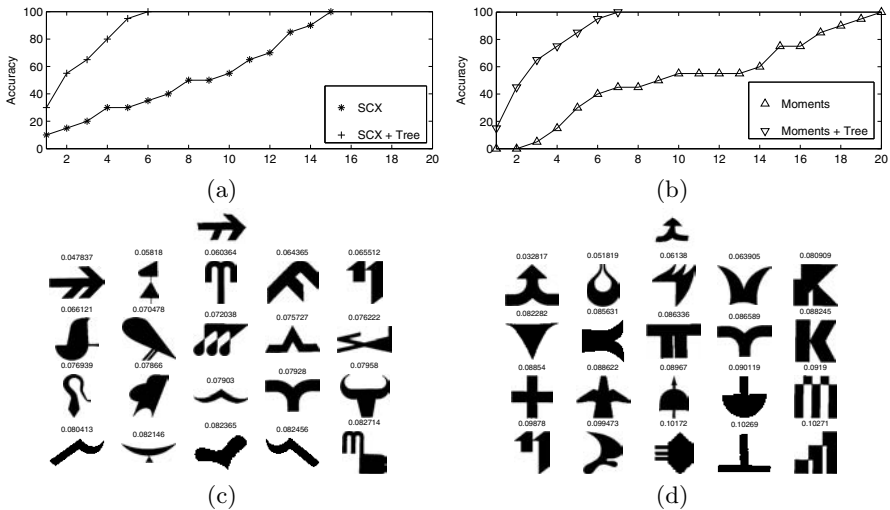 100
80
60
40
20
0
Accuracy
SCX
SCX + Tree
2 4 6 8 10 12 14 16 18 20
(a)
100
80
60
40
20
0
Accuracy
Moments
Moments + Tree
2 4 6 8 10 12 14 16 18 20
(b)
0.047837 0.05818 0.060364 0.064365 0.065512
0.066121 0.070478 0.072038 0.075727 0.076222
0.076939 0.07866 0.07903 0.07928 0.07958
0.080413 0.082146 0.082365 0.082456 0.082714
(c)
0.032817 0.051819 0.06138 0.063905 0.080909
0.082282 0.085631 0.086336 0.086589 0.088245
0.08854 0.088622 0.08967 0.090119 0.0919
0.09878 0.099473 0.10172 0.10269 0.10271
(d)